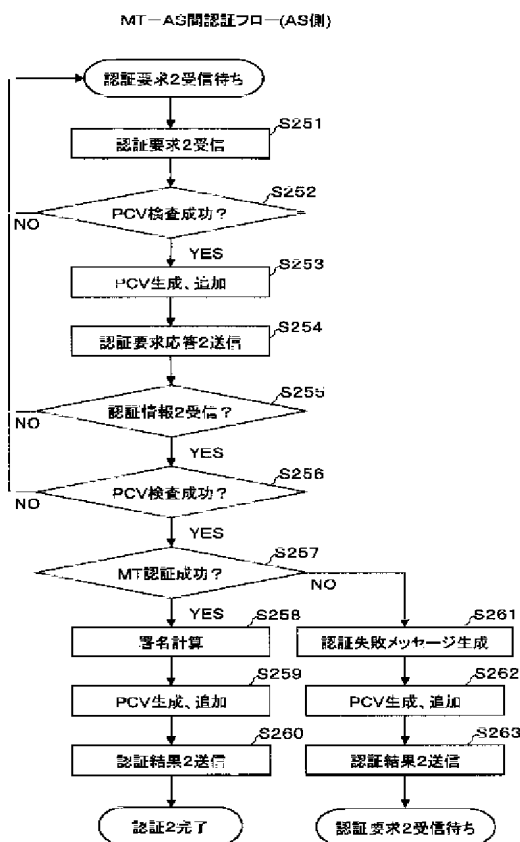 MT－AS間認証フロー(AS側)
認証要求2受信待ち
S251
認証要求2受信
S252
PCV検査成功？
NO
YES
S253
PCV生成、追加
S254
認証要求応答2送信
S255
認証情報2受信？
NO
YES
S256
PCV検査成功？
NO
YES
S257
MT認証成功？
NO
YES
S258
署名計算
S261
認証失敗メッセージ生成
S259
PCV生成、追加
S262
PCV生成、追加
S260
認証結果2送信
S263
認証結果2送信
認証2完了
認証要求2受信待ち